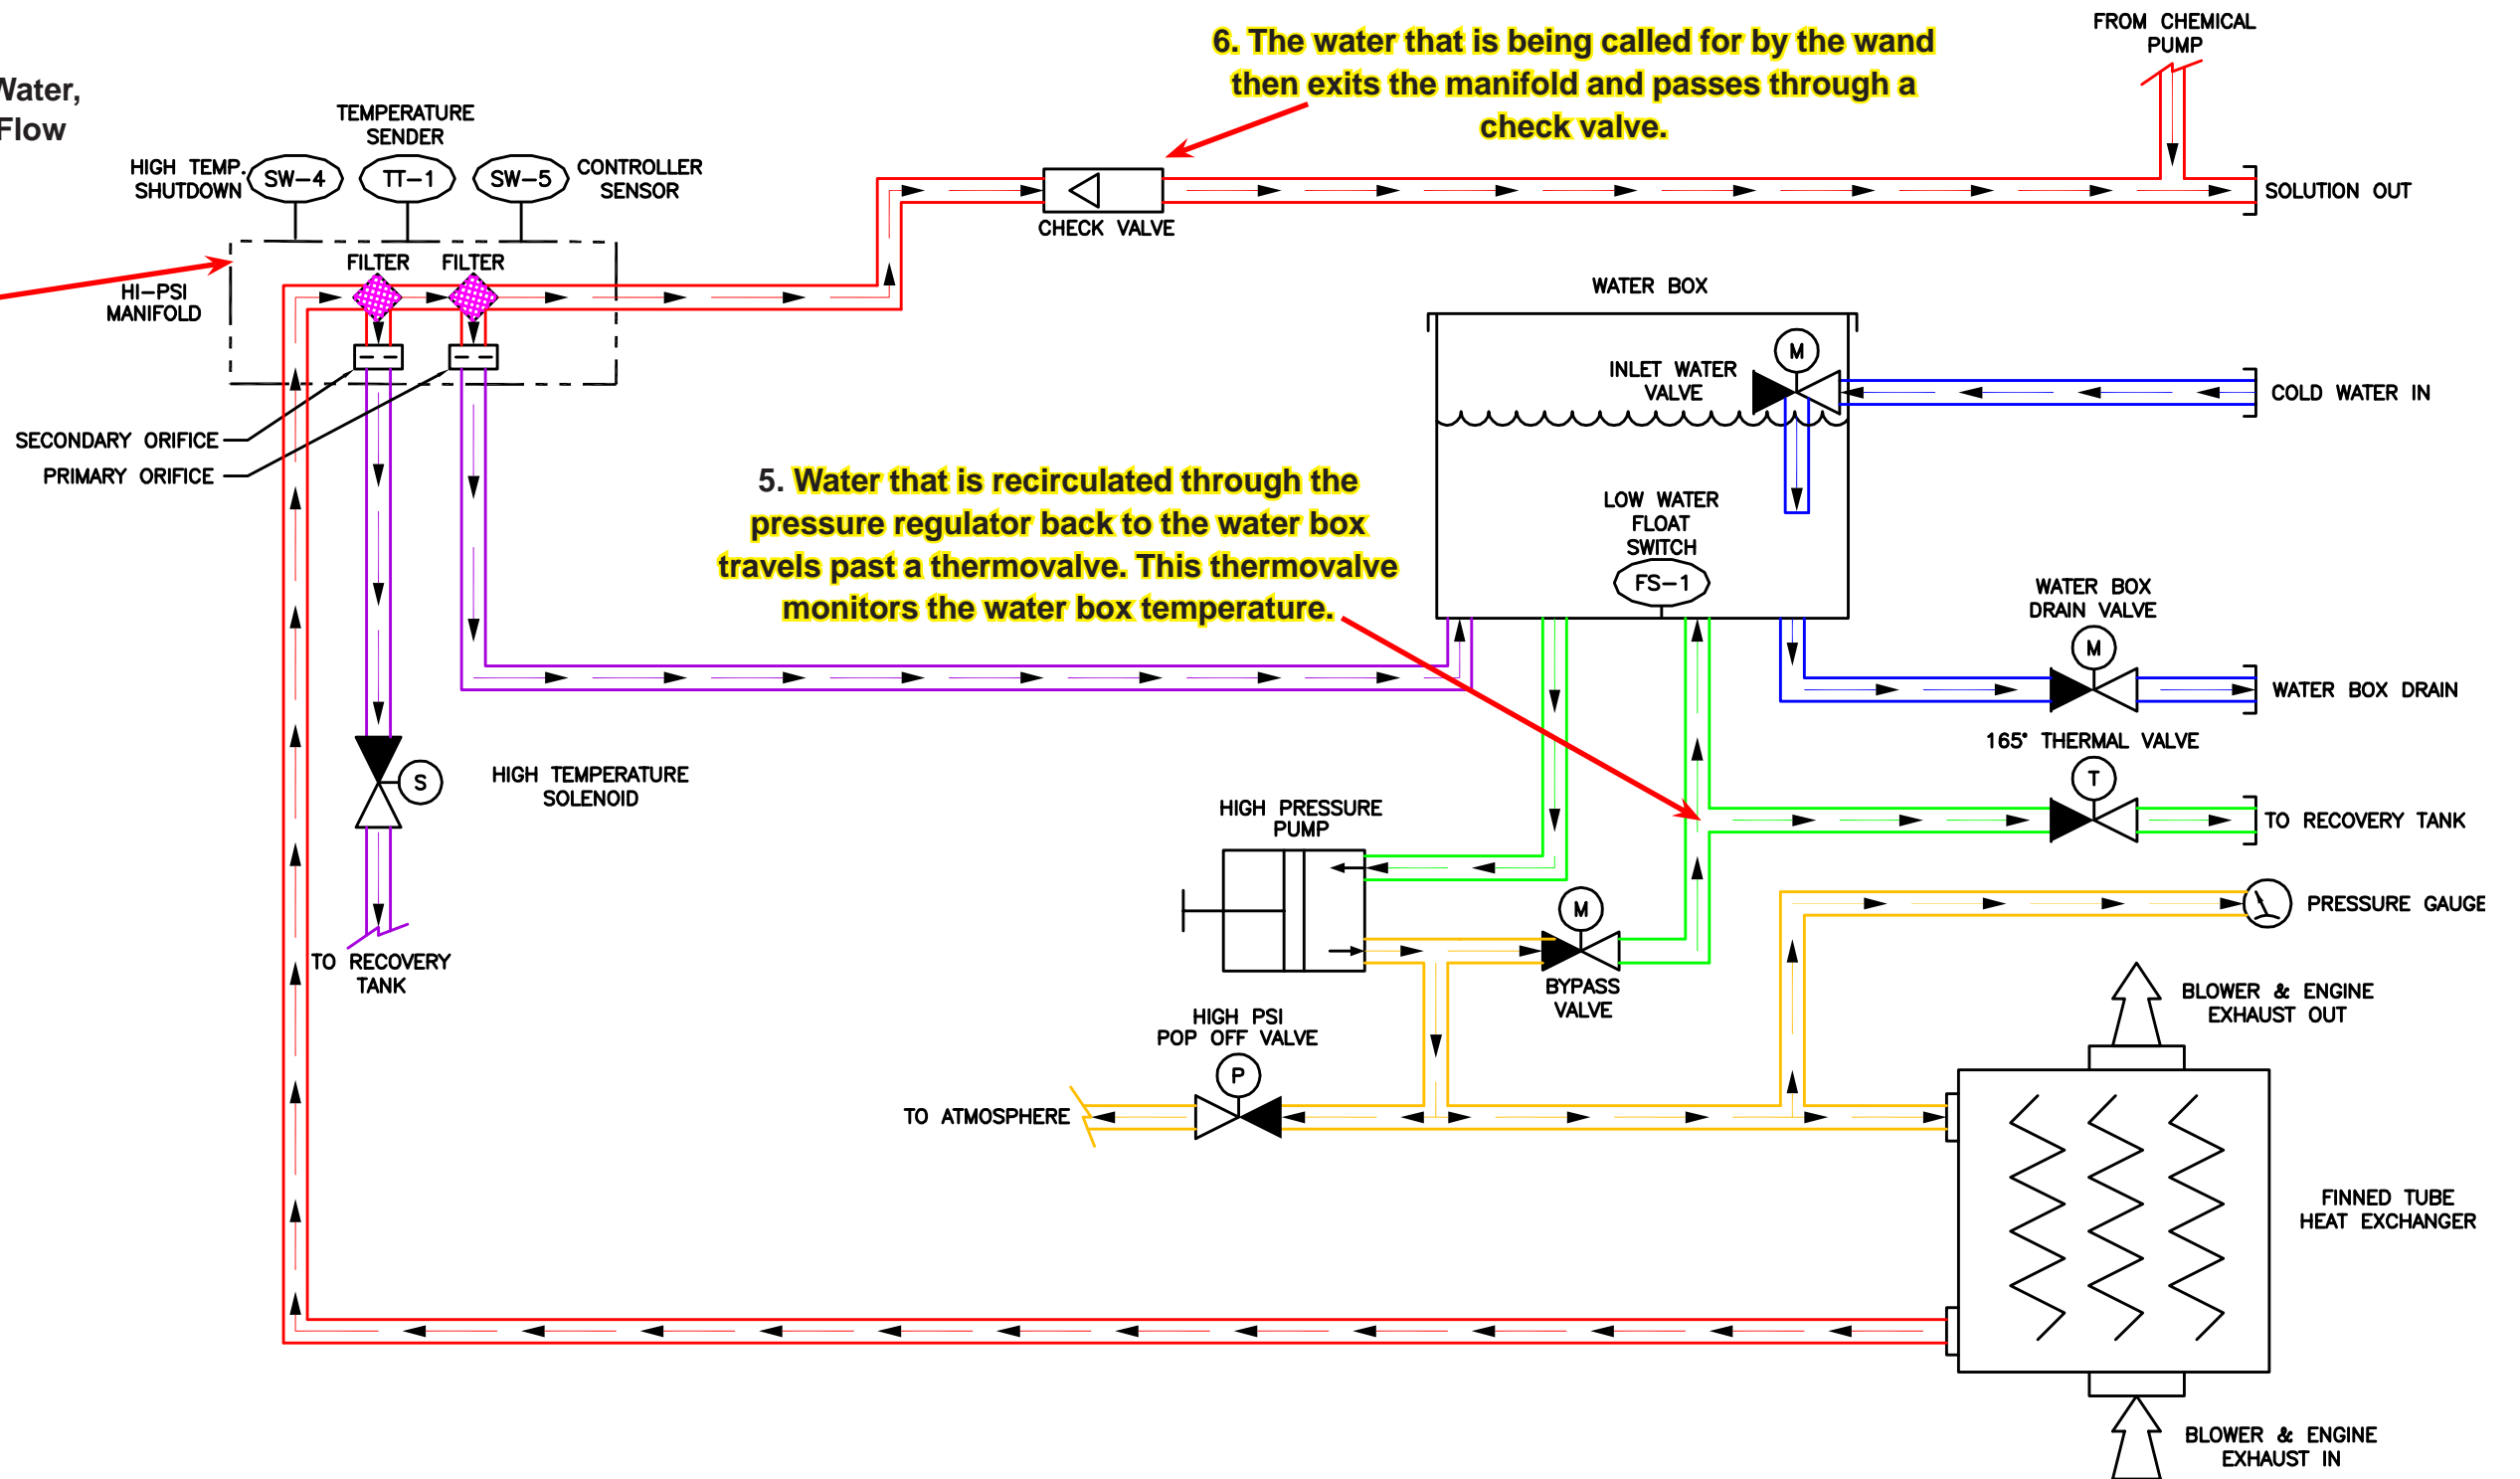 6. The water that is being called for by the wand
then exits the manifold and passes through a
check valve.
FROM CHEMICAL
PUMP
Water,
Flow
TEMPERATURE
SENDER
HIGH TEMP.
SHUTDOWN
SW-4
TT-1
SW-5
CONTROLLER
SENSOR
SOLUTION OUT
CHECK VALVE
FILTER
FILTER
HI-PSI
MANIFOLD
WATER BOX
INLET WATER
VALVE
M
COLD WATER IN
SECONDARY ORIFICE
PRIMARY ORIFICE
5. Water that is recirculated through the
pressure regulator back to the water box
travels past a thermovalve. This thermovalve
monitors the water box temperature.
LOW WATER
FLOAT
SWITCH
FS-1
WATER BOX
DRAIN VALVE
M
WATER BOX DRAIN
165° THERMAL VALVE
T
TO RECOVERY TANK
HIGH TEMPERATURE
SOLENOID
S
HIGH PRESSURE
PUMP
M
BYPASS
VALVE
PRESSURE GAUGE
TO RECOVERY
TANK
HIGH PSI
POP OFF VALVE
P
TO ATMOSPHERE
BLOWER & ENGINE
EXHAUST OUT
FINNED TUBE
HEAT EXCHANGER
BLOWER & ENGINE
EXHAUST IN